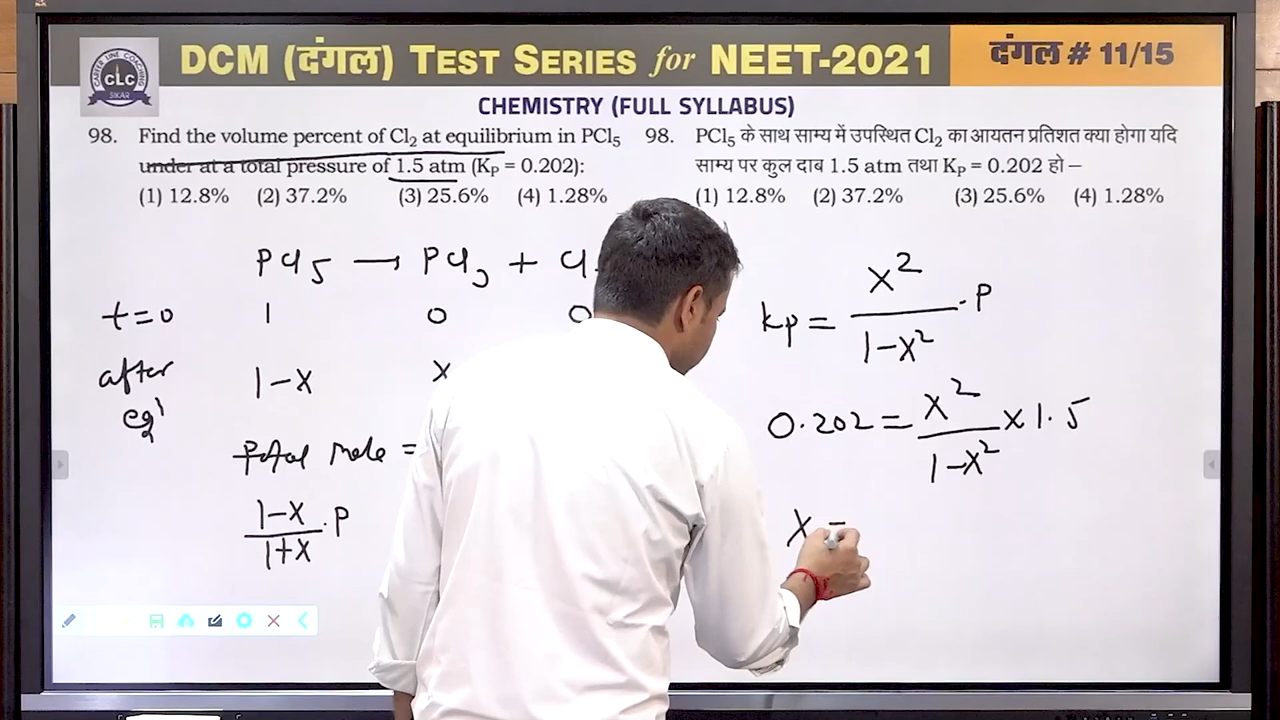 DCM (दंगल) TEST SERIES for NEET-2021
दंगल # 11/15
CLC
SIKAR
CHEMISTRY (FULL SYLLABUS)
98. Find the volume percent of Cl₂ at equilibrium in PCl₅
under at a total pressure of 1.5 atm (Kₚ = 0.202):
(1) 12.8% (2) 37.2% (3) 25.6% (4) 1.28%
98. PCl₅ के साथ साम्य में उपस्थित Cl₂ का आयतन प्रतिशत क्या होगा यदि
साम्य पर कुल दाब 1.5 atm तथा Kₚ = 0.202 हो –
(1) 12.8% (2) 37.2% (3) 25.6% (4) 1.28%
PCl5 → PCl3 + Cl
t=0 1 0 0
after 1-x x
eq'
total mole =
(1-x)/(1+x) · P
kp = x²/(1-x²) · P
0.202 = x²/(1-x²) × 1.5
x =